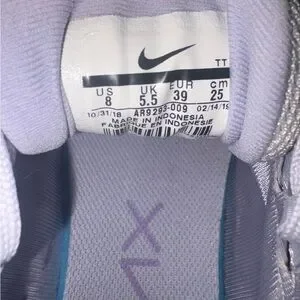 TT
US UK EUR cm
8 5.5 39 25
10/31/18 AR9293-009 02/14/19
MADE IN INDONESIA
FABRIQUE EN INDONESIE